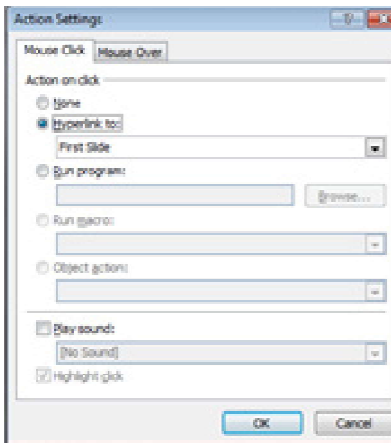 Action Settings
Mouse Click Mouse Over
Action on click
None
Hyperlink to:
First Slide
Run program:
Browse...
Run macro:
Object action:
Play sound:
[No Sound]
Highlight click
OK Cancel